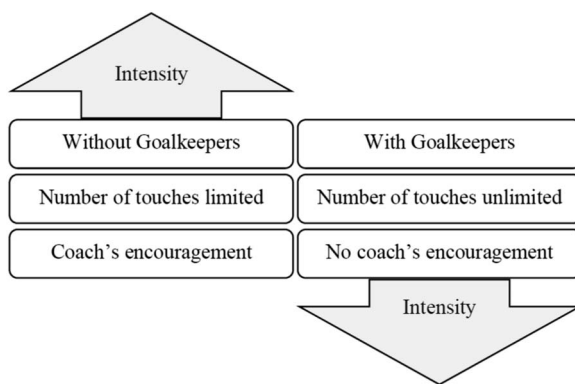 Intensity
Without Goalkeepers
With Goalkeepers
Number of touches limited
Number of touches unlimited
Coach’s encouragement
No coach’s encouragement
Intensity